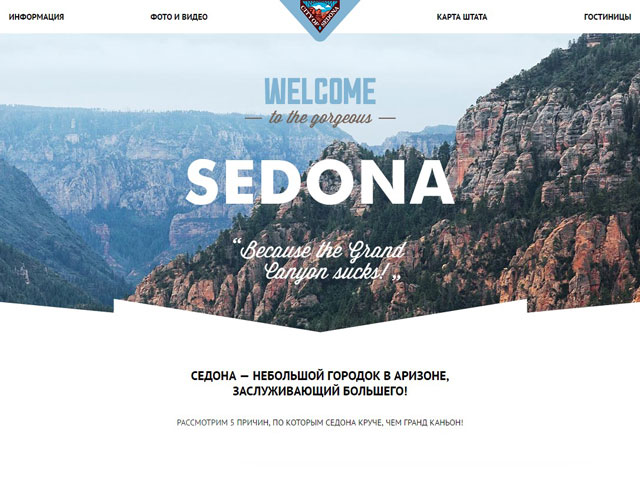 ИНФОРМАЦИЯ
ФОТО И ВИДЕО
CITY OF SEDONA
КАРТА ШТАТА
ГОСТИНИЦЫ
WELCOME
— to the gorgeous —
SEDONA
“Because the Grand
Canyon sucks!„
СЕДОНА — НЕБОЛЬШОЙ ГОРОДОК В АРИЗОНЕ,
ЗАСЛУЖИВАЮЩИЙ БОЛЬШЕГО!
РАССМОТРИМ 5 ПРИЧИН, ПО КОТОРЫМ СЕДОНА КРУЧЕ, ЧЕМ ГРАНД КАНЬОН!